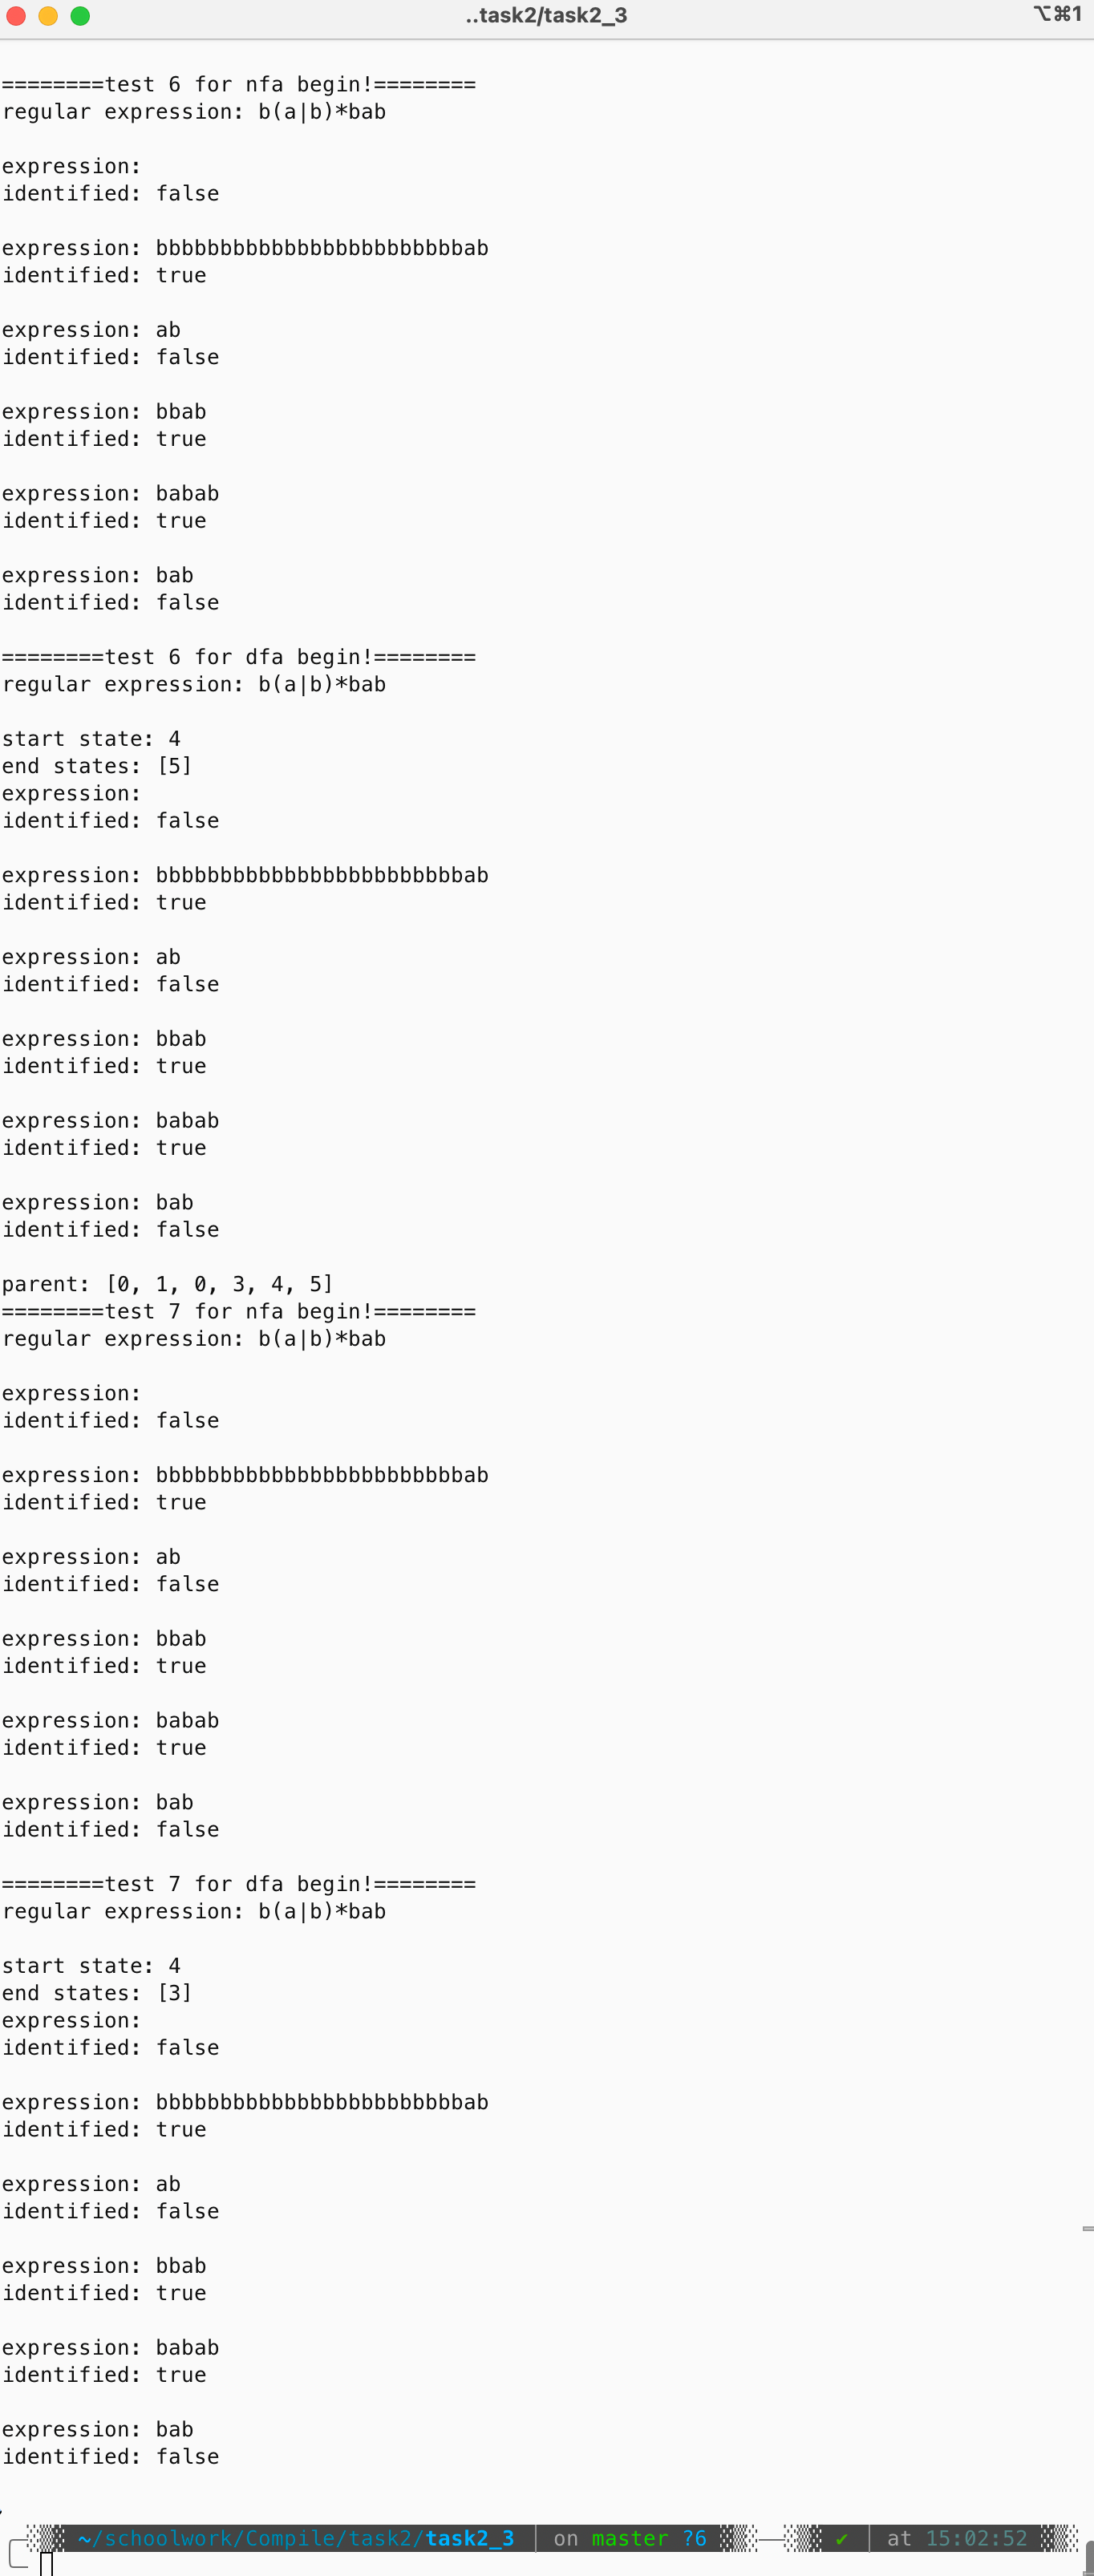 ..task2/task2_3
⌥⌘1
========test 6 for nfa begin!========
regular expression: b(a|b)*bab
expression:
identified: false
expression: bbbbbbbbbbbbbbbbbbbbbbbbab
identified: true
expression: ab
identified: false
expression: bbab
identified: true
expression: babab
identified: true
expression: bab
identified: false
========test 6 for dfa begin!========
regular expression: b(a|b)*bab
start state: 4
end states: [5]
expression:
identified: false
expression: bbbbbbbbbbbbbbbbbbbbbbbbab
identified: true
expression: ab
identified: false
expression: bbab
identified: true
expression: babab
identified: true
expression: bab
identified: false
parent: [0, 1, 0, 3, 4, 5]
========test 7 for nfa begin!========
regular expression: b(a|b)*bab
expression:
identified: false
expression: bbbbbbbbbbbbbbbbbbbbbbbbab
identified: true
expression: ab
identified: false
expression: bbab
identified: true
expression: babab
identified: true
expression: bab
identified: false
========test 7 for dfa begin!========
regular expression: b(a|b)*bab
start state: 4
end states: [3]
expression:
identified: false
expression: bbbbbbbbbbbbbbbbbbbbbbbbab
identified: true
expression: ab
identified: false
expression: bbab
identified: true
expression: babab
identified: true
expression: bab
identified: false
~/schoolwork/Compile/task2/task2_3 | on master ?6 ✔ | at 15:02:52